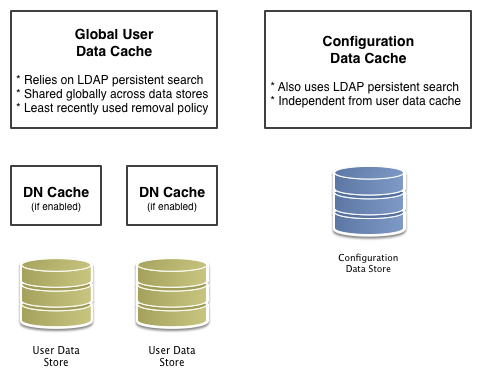 Global User
Data Cache
* Relies on LDAP persistent search
* Shared globally across data stores
* Least recently used removal policy
Configuration
Data Cache
* Also uses LDAP persistent search
* Independent from user data cache
DN Cache
(if enabled)
DN Cache
(if enabled)
Configuration
Data Store
User Data
Store
User Data
Store